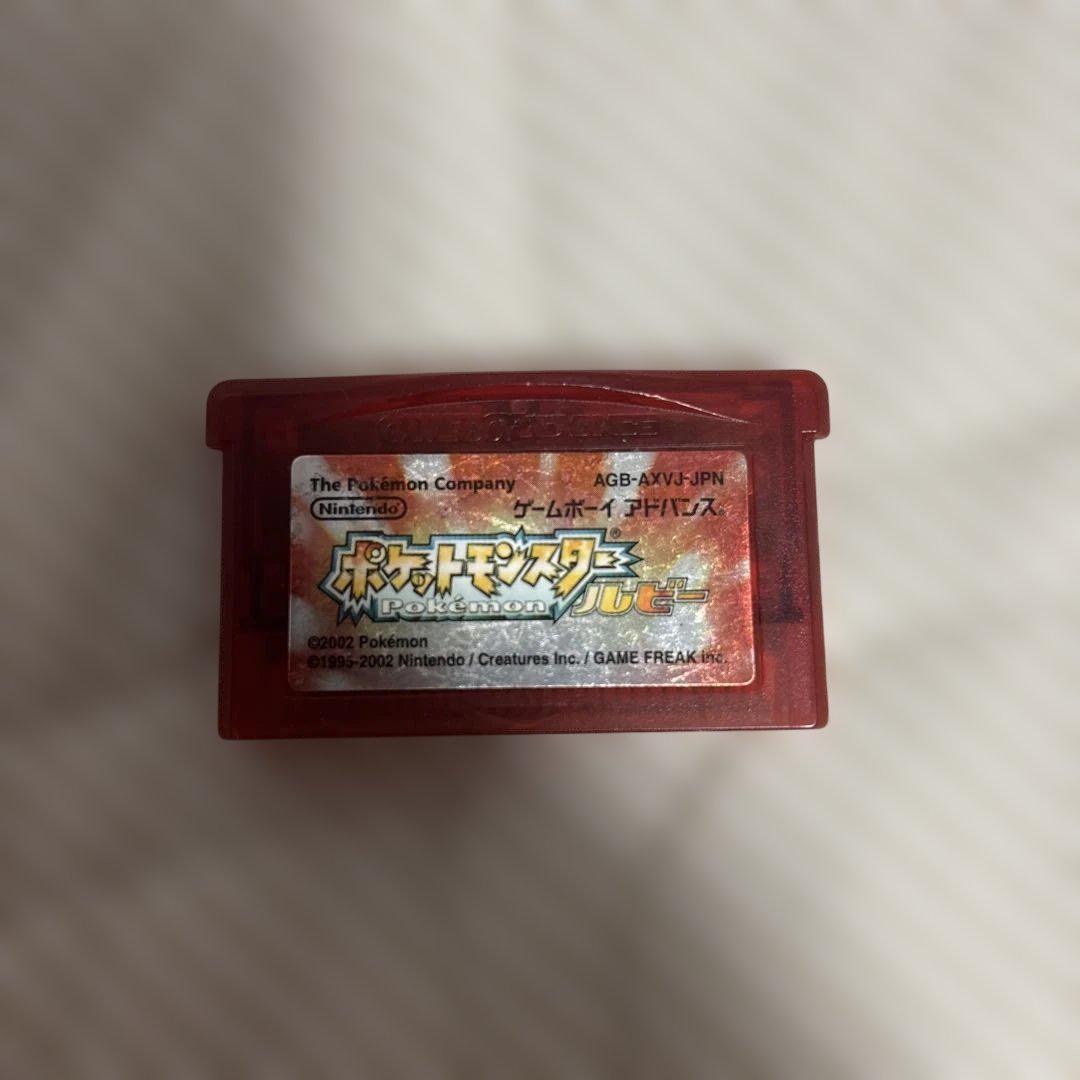 GAME BOY ADVANCE
The Pokémon Company
AGB-AXVJ-JPN
Nintendo®
ゲームボーイ アドバンス®
ポケットモンスター®
Pokémon
ルビー
©2002 Pokémon
©1995-2002 Nintendo / Creatures Inc. / GAME FREAK inc.